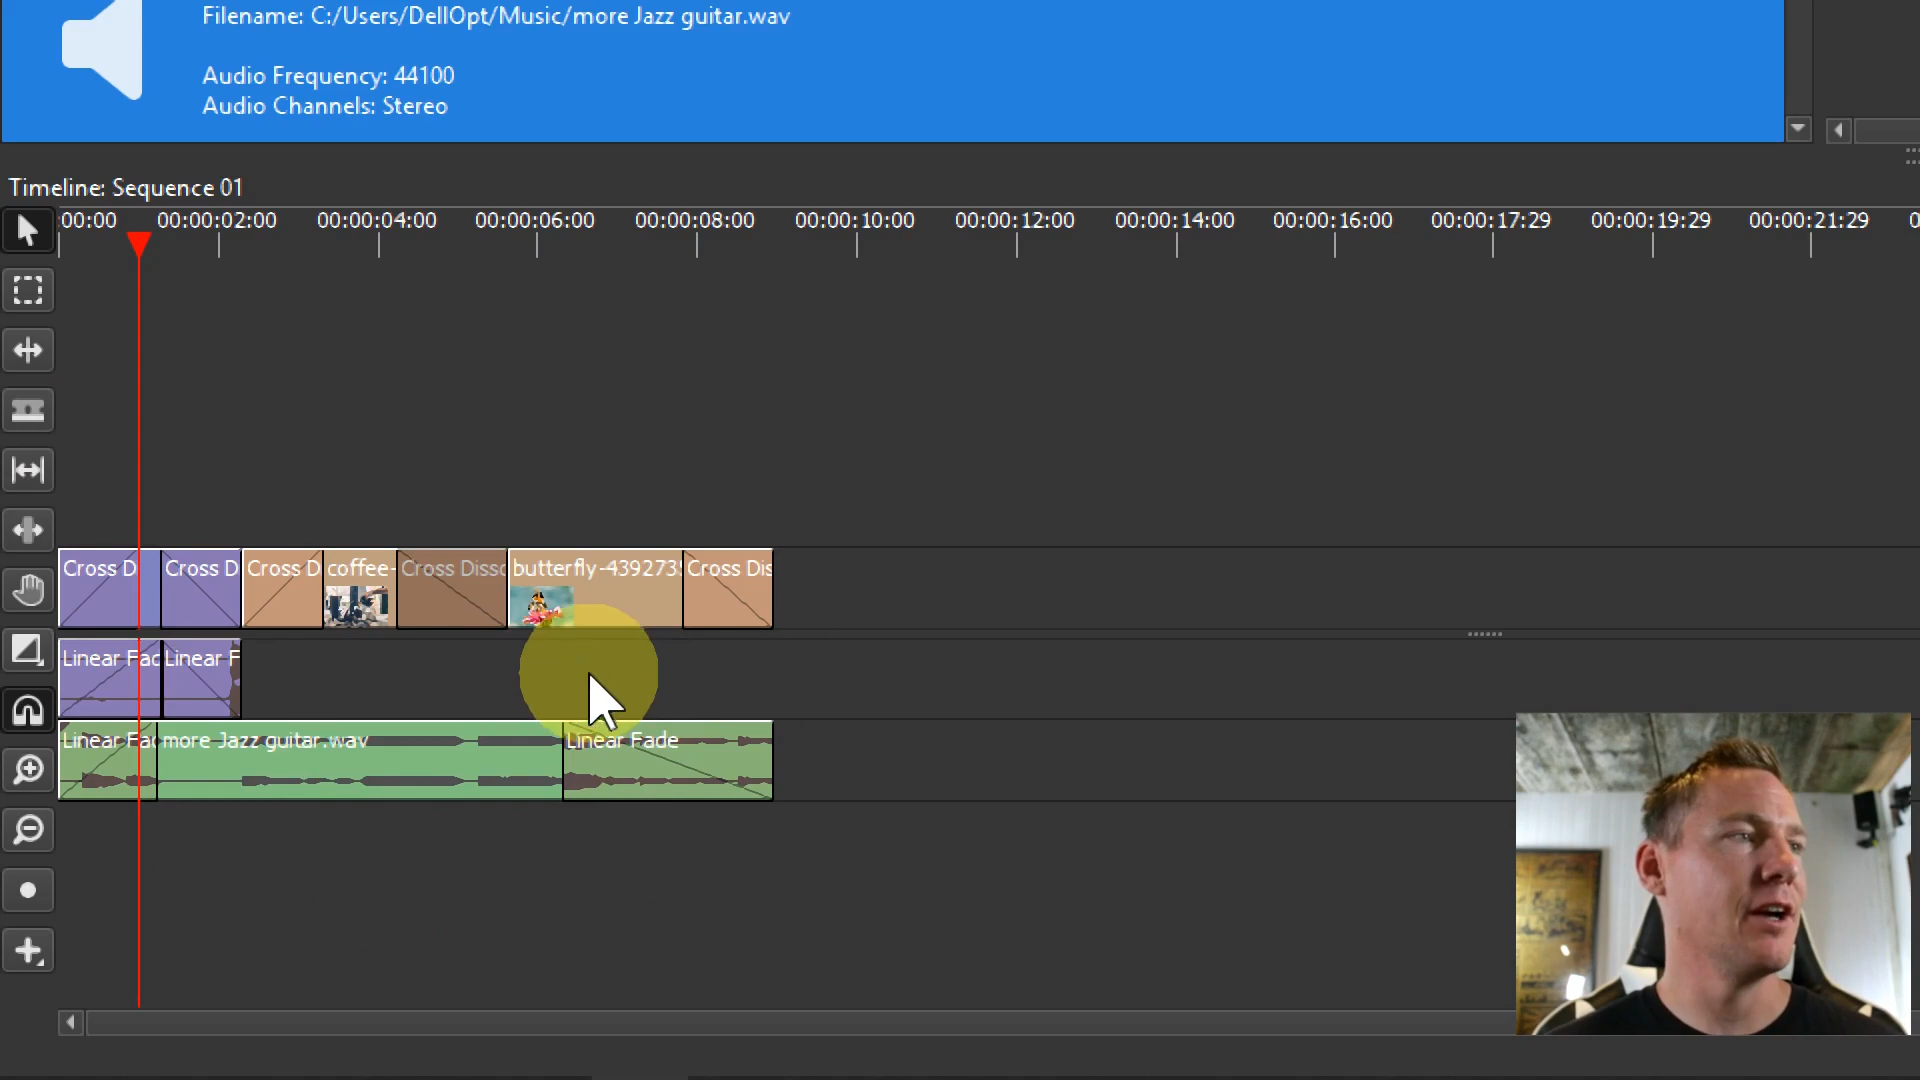 Filename: C:/Users/DellOpt/Music/more Jazz guitar.wav
Audio Frequency: 44100
Audio Channels: Stereo
Timeline: Sequence 01
:00:00 00:00:02:00 00:00:04:00 00:00:06:00 00:00:08:00 00:00:10:00 00:00:12:00 00:00:14:00 00:00:16:00 00:00:17:29 00:00:19:29 00:00:21:29 0
Cross D Cross D Cross D coffee- Cross Disso butterfly-439273 Cross Dis
Linear Fad Linear F
Linear Fad more Jazz guitar.wav Linear Fade